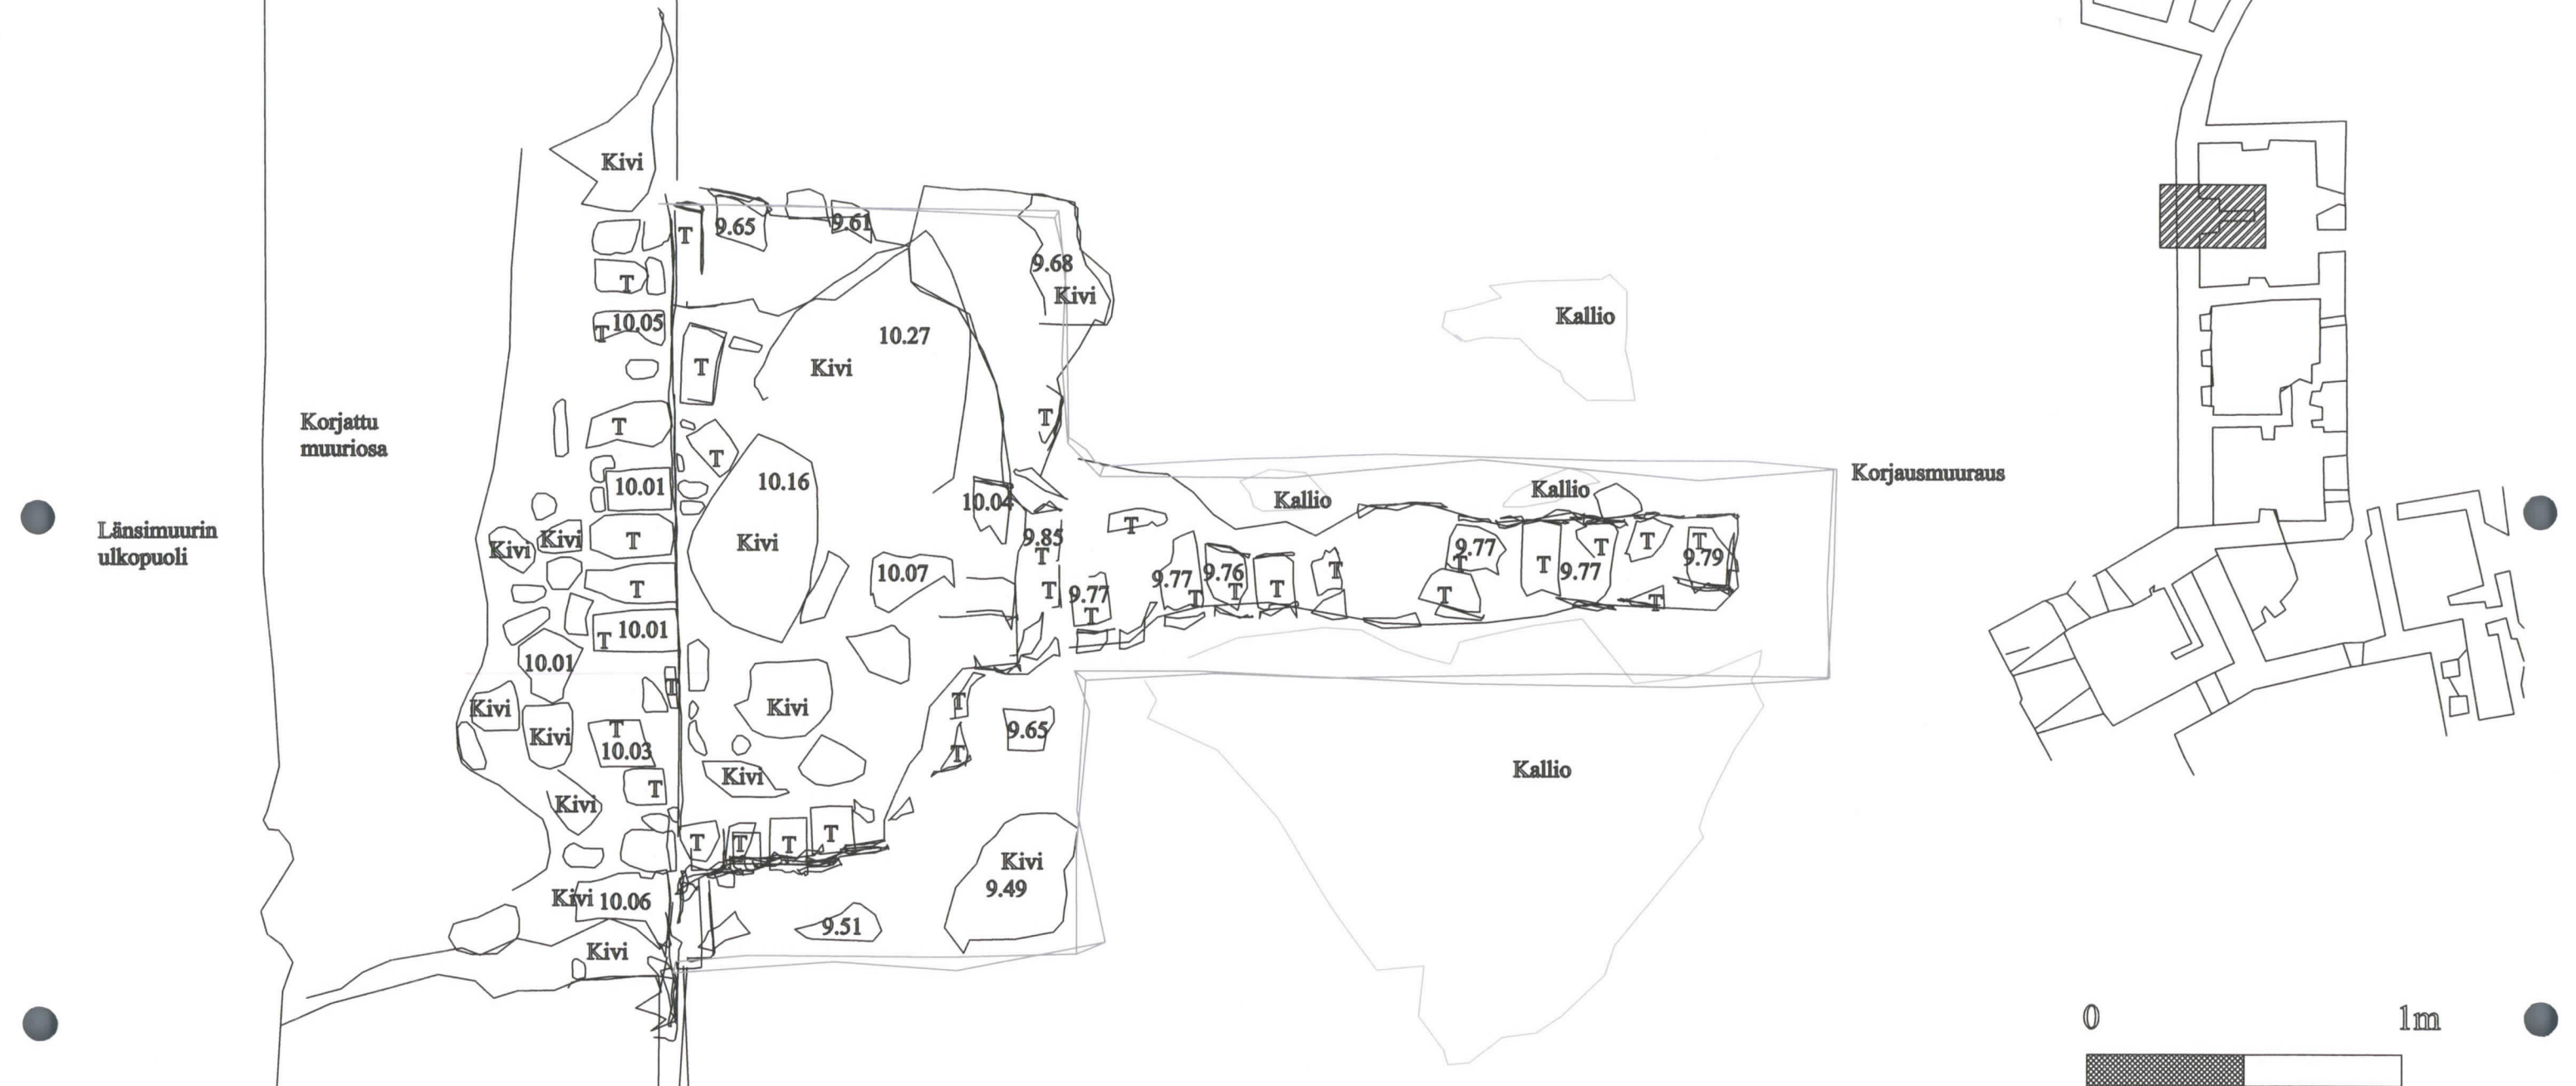 Kivi
T
9.65
9.61
9.68
Kivi
T
T
10.05
T
Kivi
10.27
Kallio
Korjattu
muuriosa
T
T
T
10.16
Kivi
10.01
10.04
Kallio
Kallio
Korjausmuuraus
Länsimuurin
ulkopuoli
Kivi
Kivi
T
9.85
T
T
T
10.07
T
9.77
T
9.77
T
9.76
T
T
T
9.77
T
T
T
9.77
T
T
T
9.79
T
T
10.01
10.01
T
Kivi
Kivi
Kivi
T
10.03
T
T
9.65
T
Kivi
Kivi
Kallio
T
T
T
T
Kivi
9.49
Kivi 10.06
9.51
Kivi
0 1m